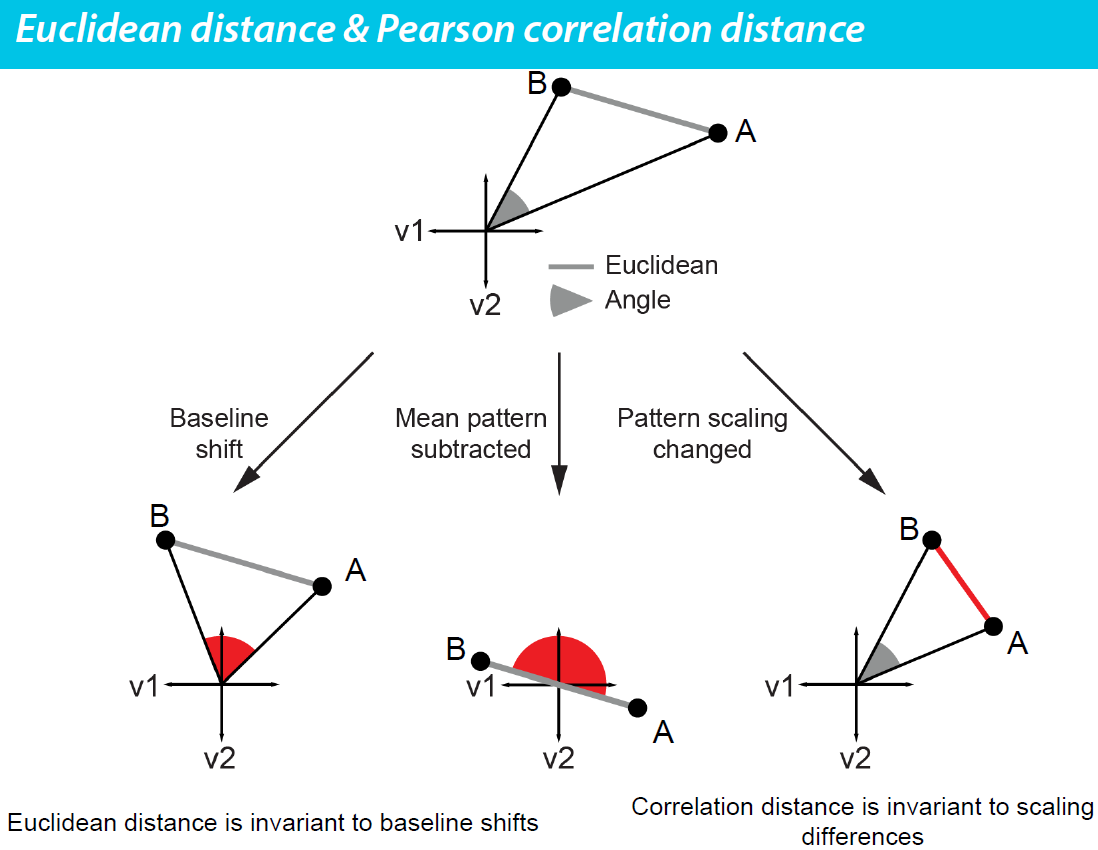 Euclidean distance & Pearson correlation distance
B
A
v1
v2
Euclidean
Angle
Baseline
shift
Mean pattern
subtracted
Pattern scaling
changed
B
A
v1
v2
B
v1
A
v2
B
A
v1
v2
Euclidean distance is invariant to baseline shifts
Correlation distance is invariant to scaling
differences